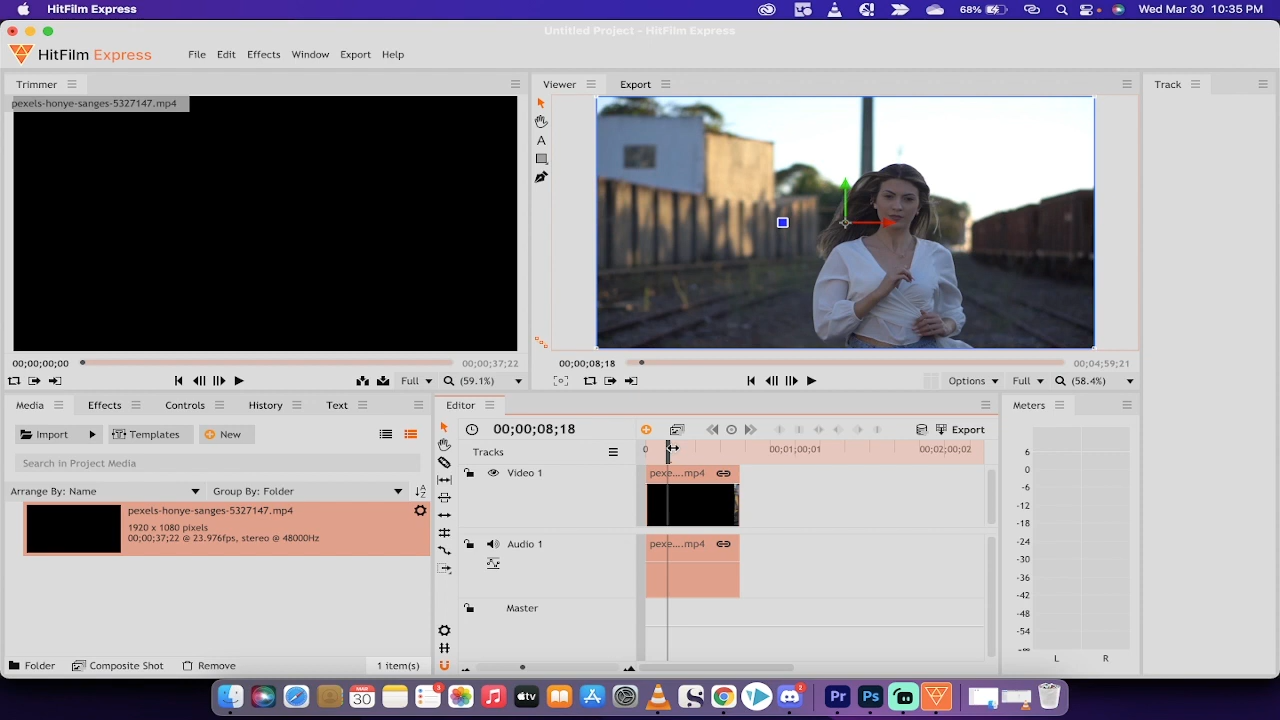 HitFilm Express
68%
Wed Mar 30 10:35 PM
Untitled Project - HitFilm Express
HitFilm Express
File Edit Effects Window Export Help
Trimmer
Viewer Export
Track
pexels-honye-sanges-5327147.mp4
A
00;00;00;00
00;00;37;22
00;00;08;18
00;04;59;21
Full (59.1%)
Options Full (58.4%)
Media Effects Controls History Text
Editor
Meters
Import Templates New
00;00;08;18
Export
Search in Project Media
Tracks
0 00;01;00;01 00;02;00;02
Arrange By: Name Group By: Folder
Video 1
pexe....mp4
pexels-honye-sanges-5327147.mp4
1920 x 1080 pixels
00;00;37;22 @ 23.976fps, stereo @ 48000Hz
Audio 1
pexe....mp4
Master
6
0
-6
-12
-18
-24
-30
-36
-42
-48
-54
-∞
L R
Folder Composite Shot Remove 1 item(s)
30
3
tv
2
Pr
Ps